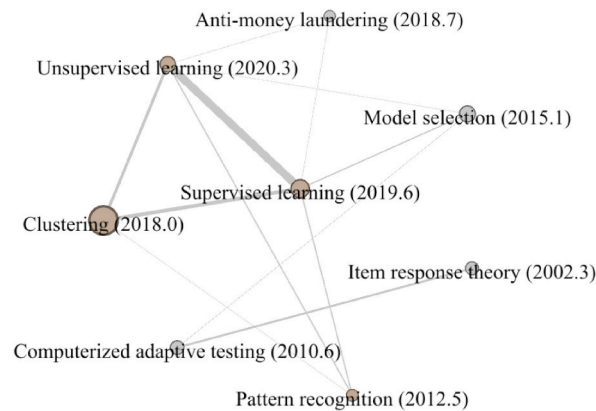 Anti-money laundering (2018.7)
Unsupervised learning (2020.3)
Model selection (2015.1)
Supervised learning (2019.6)
Clustering (2018.0)
Item response theory (2002.3)
Computerized adaptive testing (2010.6)
Pattern recognition (2012.5)